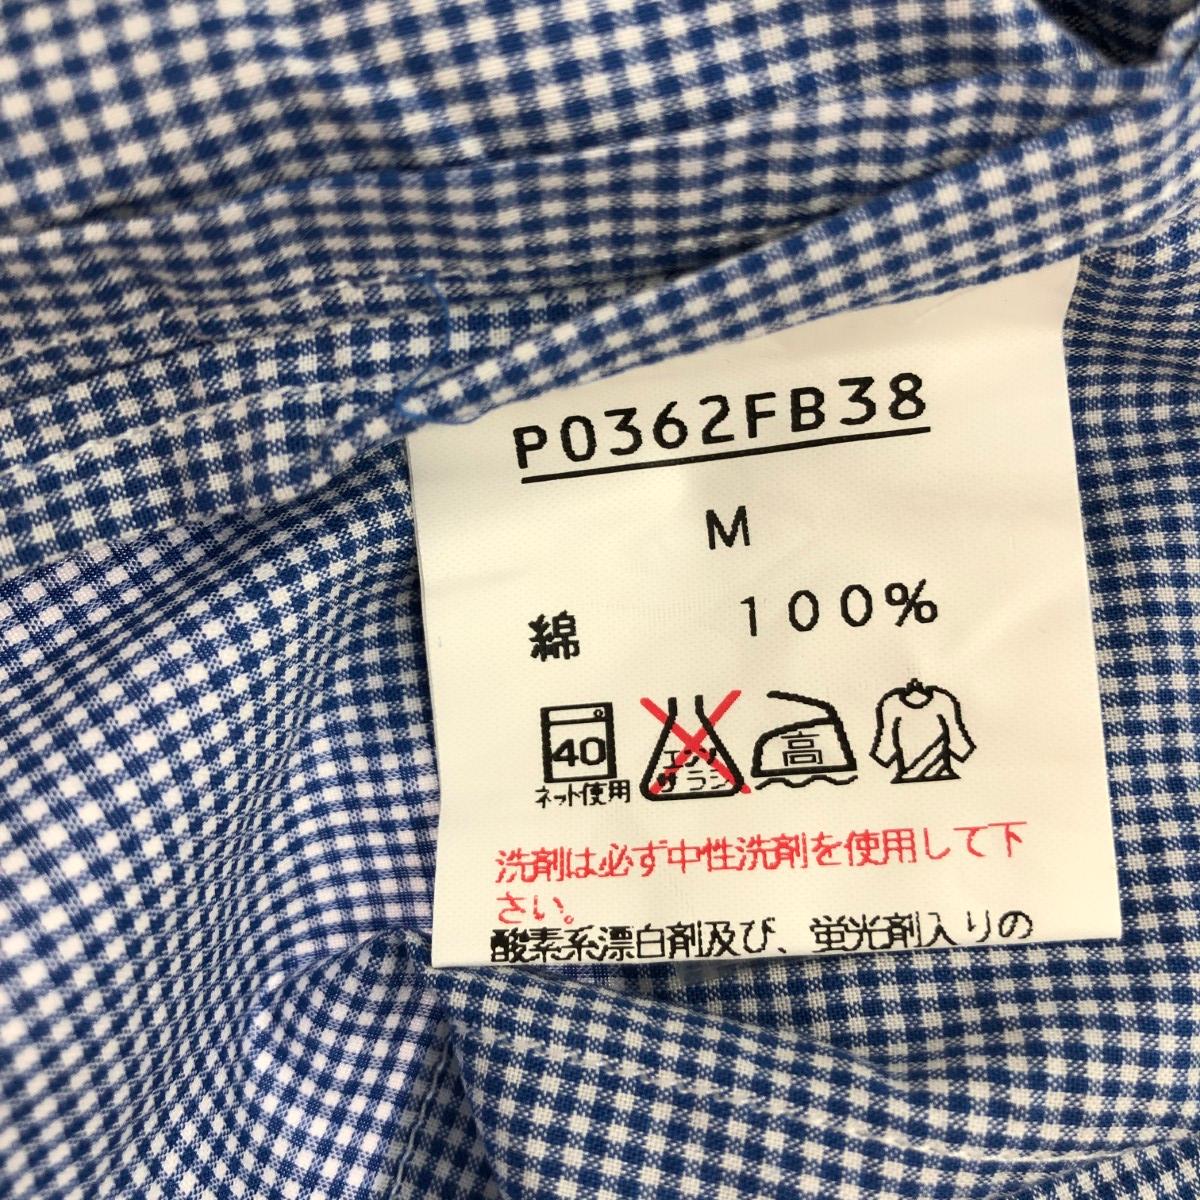 P0362FB38
M
綿 100%
40 エンソ サラシ 高
ネット使用
洗剤は必ず中性洗剤を使用して下
さい。
酸素系漂白剤及び、蛍光剤入りの